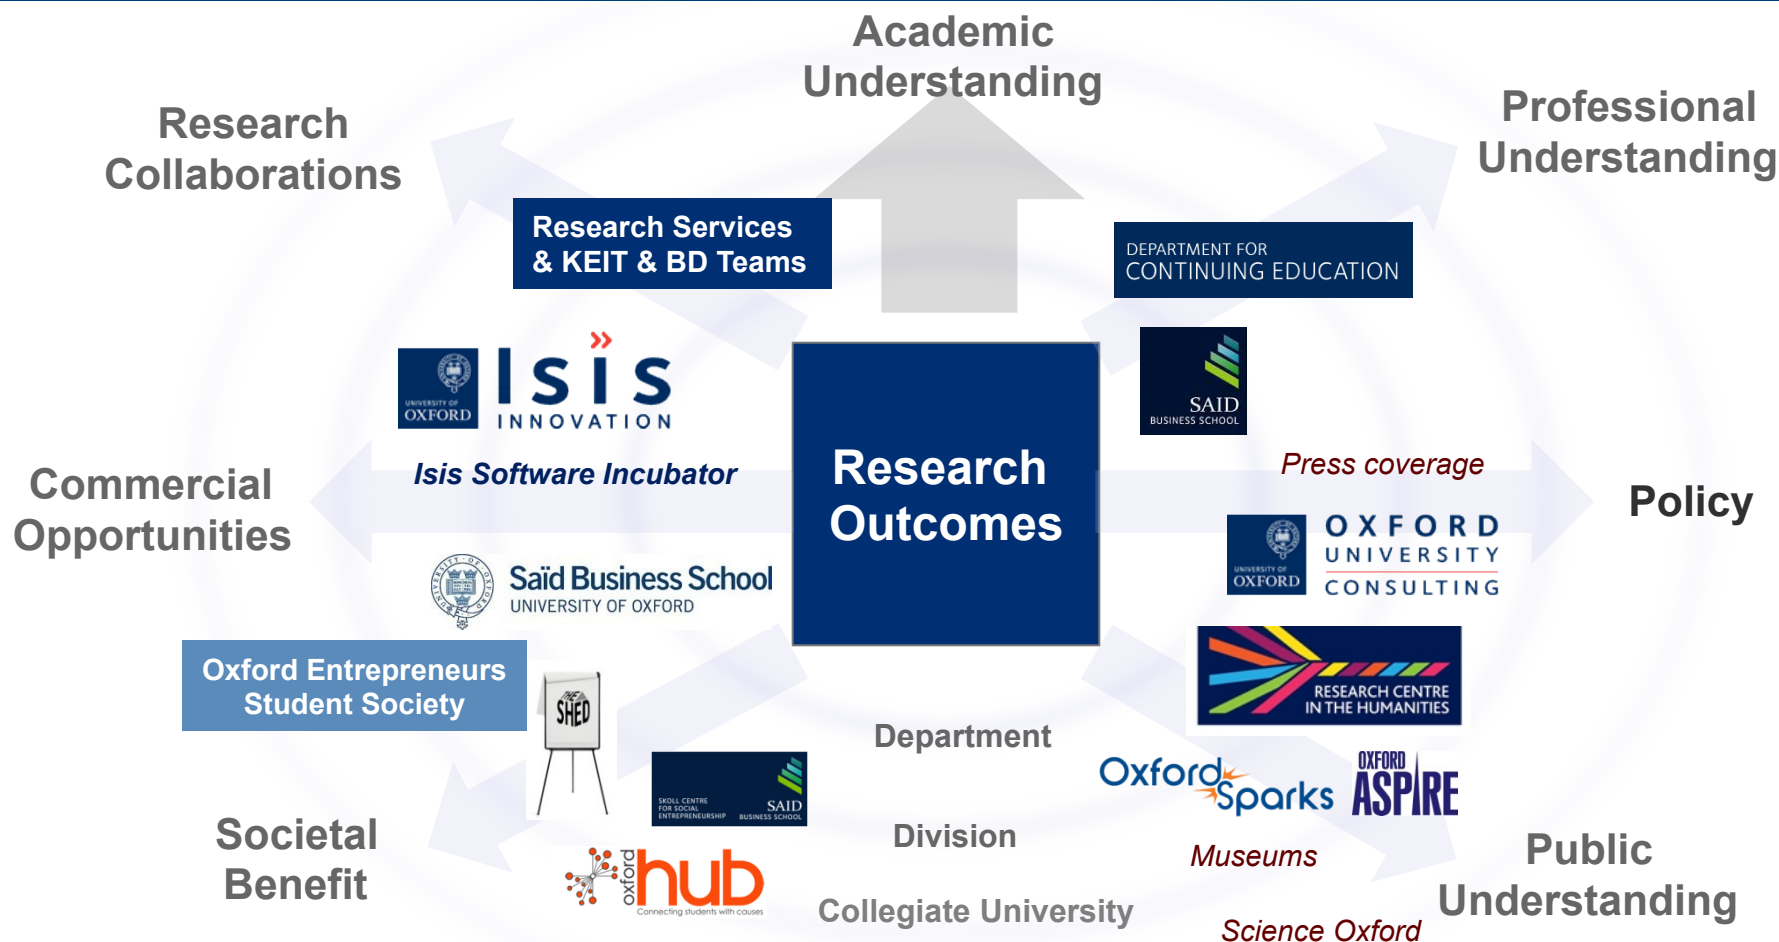 Academic
Understanding
Research
Collaborations
Professional
Understanding
Research Services
& KEIT & BD Teams
DEPARTMENT FOR
CONTINUING EDUCATION
UNIVERSITY OF
OXFORD
Isis
INNOVATION
SAID
BUSINESS SCHOOL
Isis Software Incubator
Research
Outcomes
Press coverage
Commercial
Opportunities
Policy
UNIVERSITY OF
OXFORD
OXFORD
UNIVERSITY
CONSULTING
Saïd Business School
UNIVERSITY OF OXFORD
Oxford Entrepreneurs
Student Society
THE
SHED
RESEARCH CENTRE
IN THE HUMANITIES
Department
SKOLL CENTRE
FOR SOCIAL
ENTREPRENEURSHIP
SAID
BUSINESS SCHOOL
Oxford
Sparks
OXFORD
ASPIRE
Societal
Benefit
Division
Museums
Public
Understanding
oxford
hub
Connecting students with causes
Collegiate University
Science Oxford